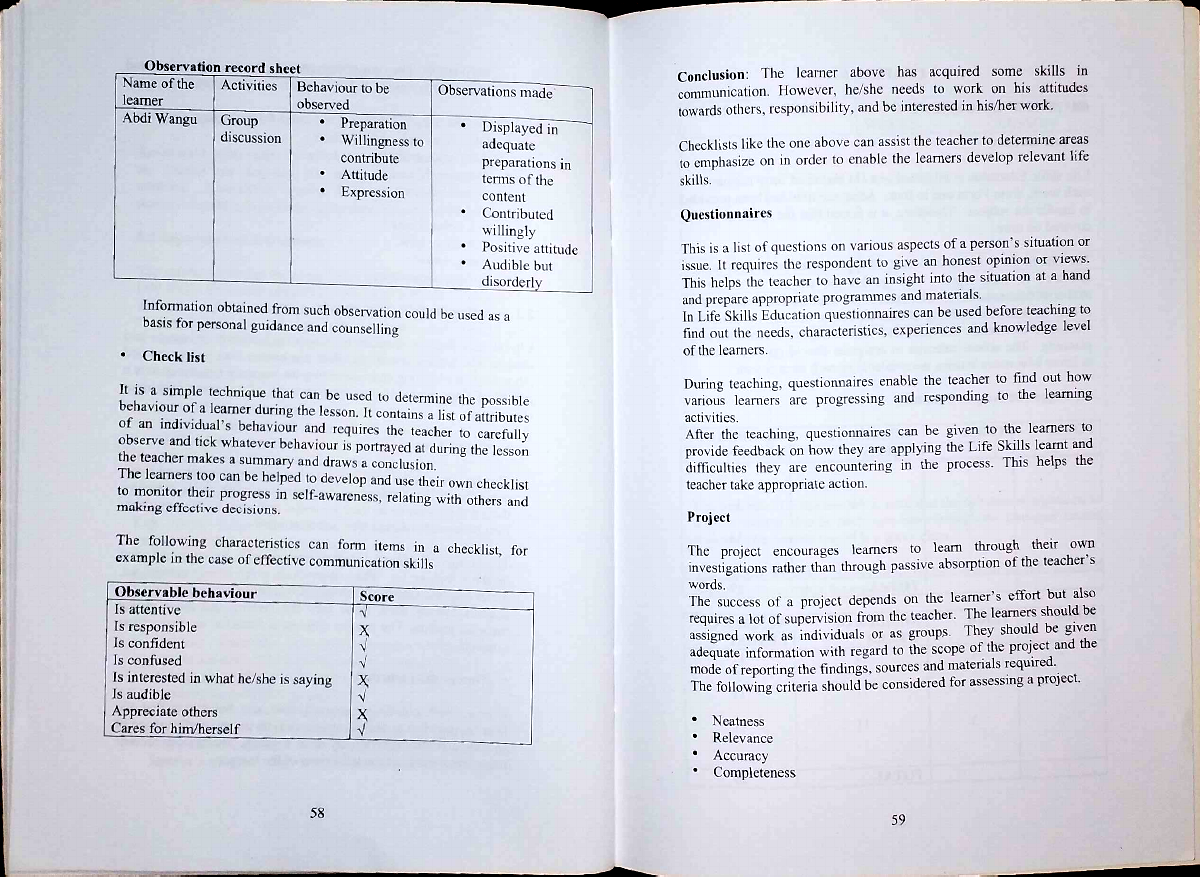 Observation record sheet
Name of the learner | Activities | Behaviour to be observed | Observations made
Abdi Wangu | Group discussion | • Preparation • Willingness to contribute • Attitude • Expression | • Displayed in adequate preparations in terms of the content • Contributed willingly • Positive attitude • Audible but disorderly
Information obtained from such observation could be used as a
basis for personal guidance and counselling
• Check list
It is a simple technique that can be used to determine the possible
behaviour of a learner during the lesson. It contains a list of attributes
of an individual's behaviour and requires the teacher to carefully
observe and tick whatever behaviour is portrayed at during the lesson
the teacher makes a summary and draws a conclusion.
The learners too can be helped to develop and use their own checklist
to monitor their progress in self-awareness, relating with others and
making effective decisions.
The following characteristics can form items in a checklist, for
example in the case of effective communication skills
Observable behaviour | Score
Is attentive | √
Is responsible | X
Is confident | √
Is confused | √
Is interested in what he/she is saying | X
Is audible | √
Appreciate others | X
Cares for him/herself | √
58
Conclusion: The learner above has acquired some skills in
communication. However, he/she needs to work on his attitudes
towards others, responsibility, and be interested in his/her work.
Checklists like the one above can assist the teacher to determine areas
to emphasize on in order to enable the learners develop relevant life
skills.
Questionnaires
This is a list of questions on various aspects of a person's situation or
issue. It requires the respondent to give an honest opinion or views.
This helps the teacher to have an insight into the situation at a hand
and prepare appropriate programmes and materials.
In Life Skills Education questionnaires can be used before teaching to
find out the needs, characteristics, experiences and knowledge level
of the learners.
During teaching, questionnaires enable the teacher to find out how
various learners are progressing and responding to the learning
activities.
After the teaching, questionnaires can be given to the learners to
provide feedback on how they are applying the Life Skills learnt and
difficulties they are encountering in the process. This helps the
teacher take appropriate action.
Project
The project encourages learners to learn through their own
investigations rather than through passive absorption of the teacher's
words.
The success of a project depends on the learner's effort but also
requires a lot of supervision from the teacher. The learners should be
assigned work as individuals or as groups. They should be given
adequate information with regard to the scope of the project and the
mode of reporting the findings, sources and materials required.
The following criteria should be considered for assessing a project.
• Neatness
• Relevance
• Accuracy
• Completeness
59